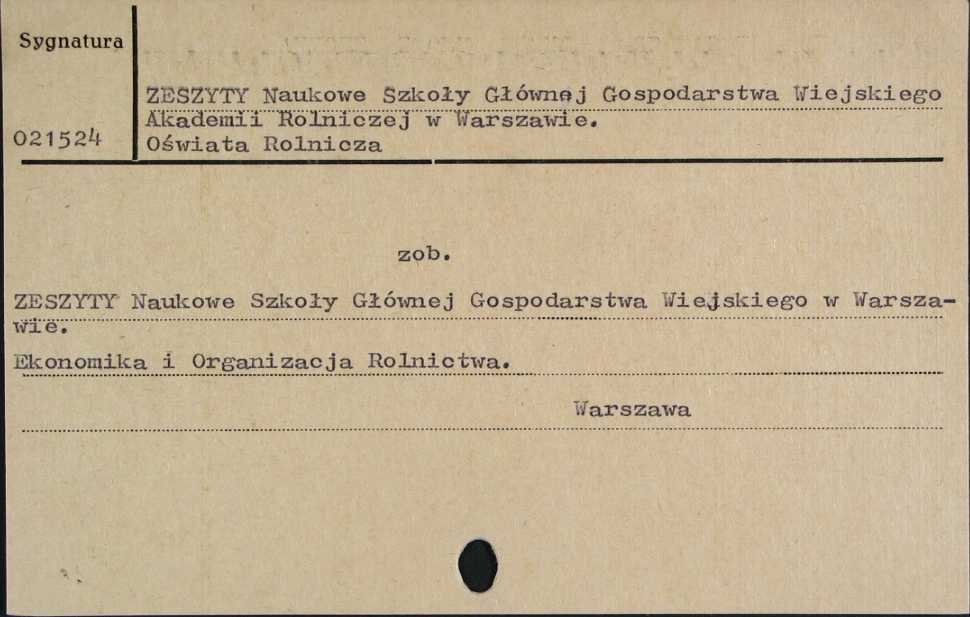 Sygnatura
ZESZYTY Naukowe Szkoły Głównej Gospodarstwa Wiejskiego
Akademii Rolniczej w Warszawie.
021524
Oświata Rolnicza
zob.
ZESZYTY Naukowe Szkoły Głównej Gospodarstwa Wiejskiego w Warsza-
wie.
Ekonomika i Organizacja Rolnictwa.
Warszawa